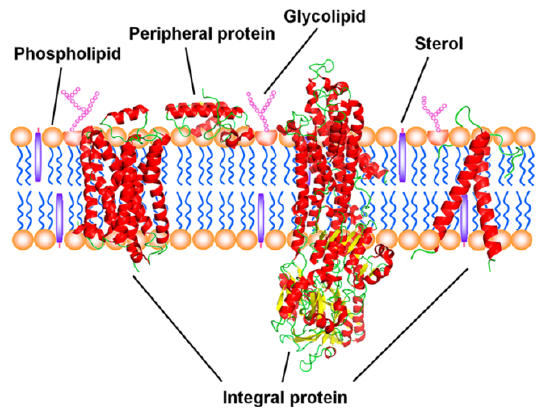 Glycolipid
Peripheral protein
Sterol
Phospholipid
Integral protein